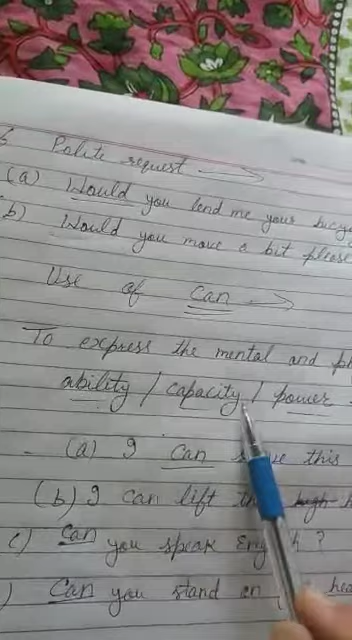 Polite request →
(a) Would you lend me your
(b) Would you move a bit please
Use of can →
To express the mental and
ability / capacity / power
(a) I can this
(b) I can lift
c) Can you speak ?
) Can you stand on